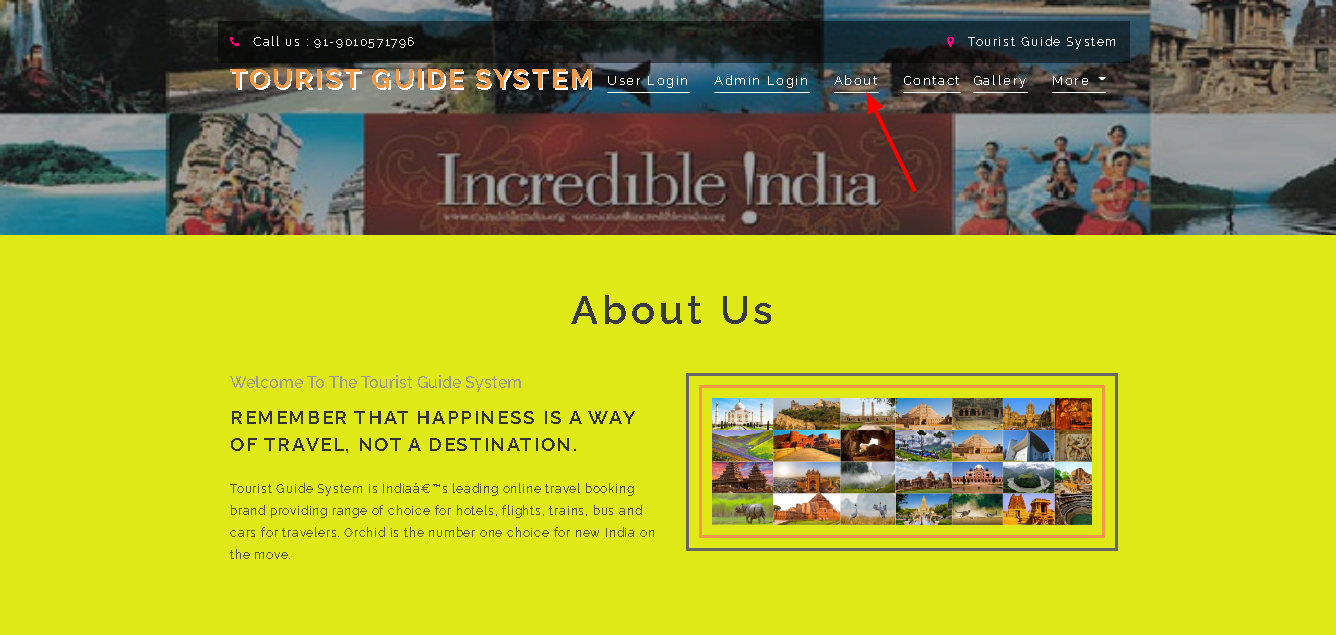 Call us : 91-9010571796
Tourist Guide System
TOURIST GUIDE SYSTEM
User Login
Admin Login
About
Contact
Gallery
More
Incredible !ndia
About Us
Welcome To The Tourist Guide System
REMEMBER THAT HAPPINESS IS A WAY
OF TRAVEL, NOT A DESTINATION.
Tourist Guide System is Indiaâ€™s leading online travel booking
brand providing range of choice for hotels, flights, trains, bus and
cars for travelers. Orchid is the number one choice for new India on
the move.